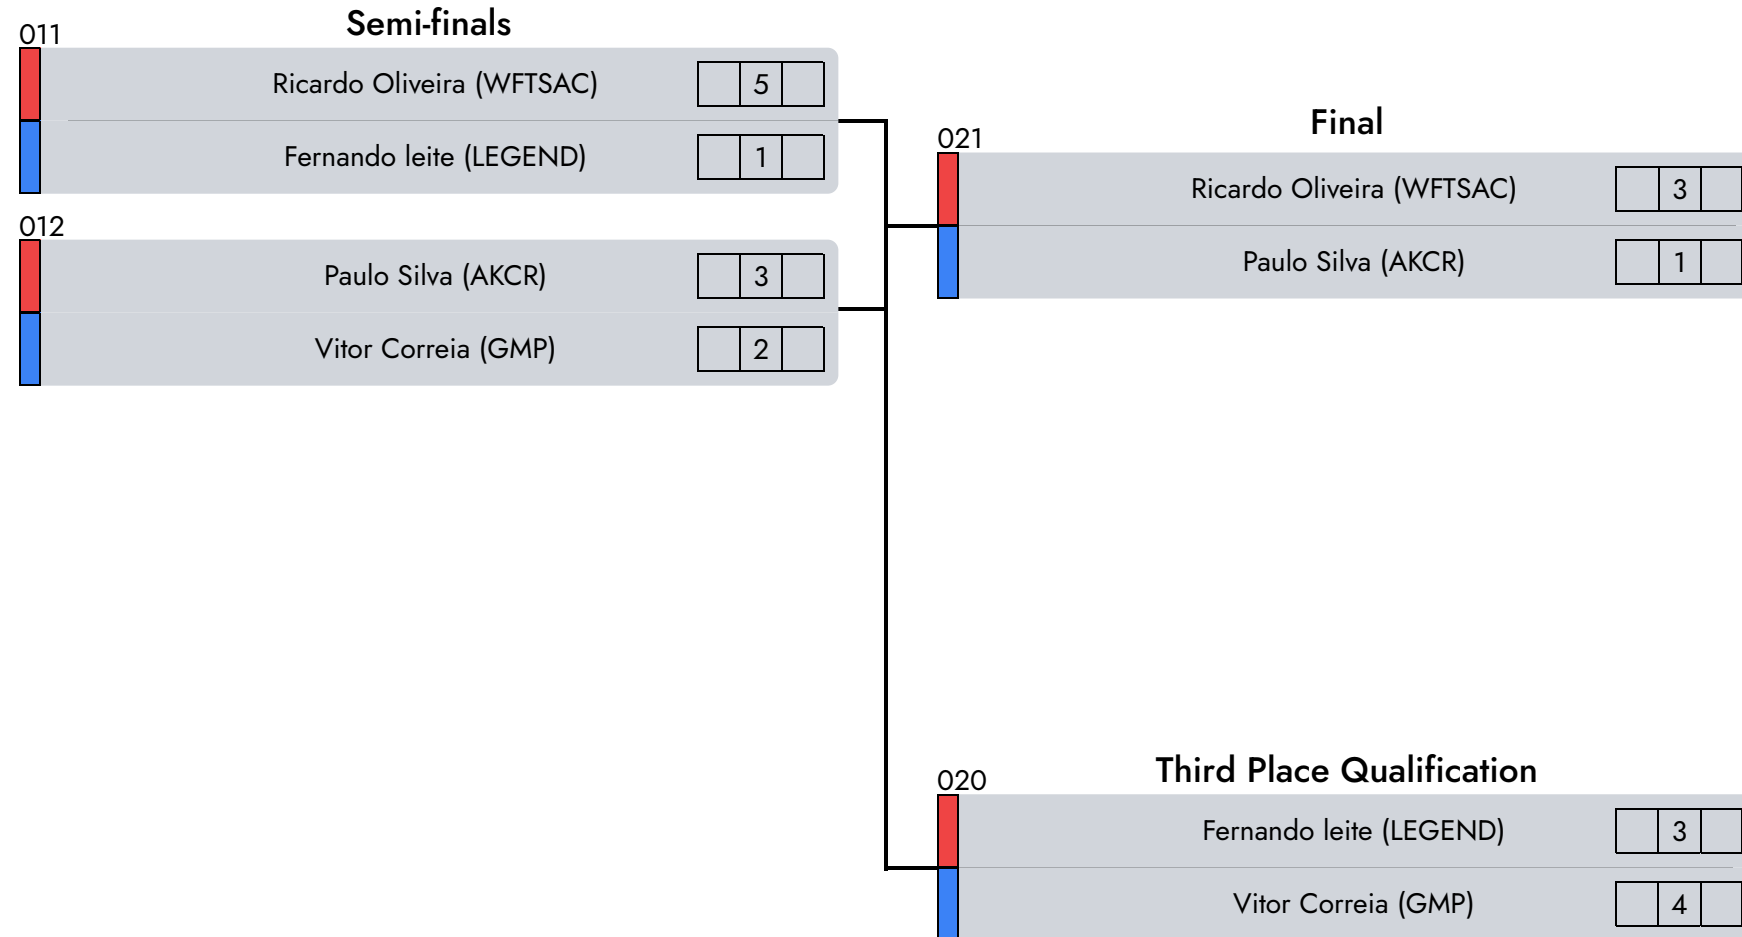 Semi-finals
011
Ricardo Oliveira (WFTSAC) 5
Fernando leite (LEGEND) 1
012
Paulo Silva (AKCR) 3
Vitor Correia (GMP) 2
Final
021
Ricardo Oliveira (WFTSAC) 3
Paulo Silva (AKCR) 1
Third Place Qualification
020
Fernando leite (LEGEND) 3
Vitor Correia (GMP) 4